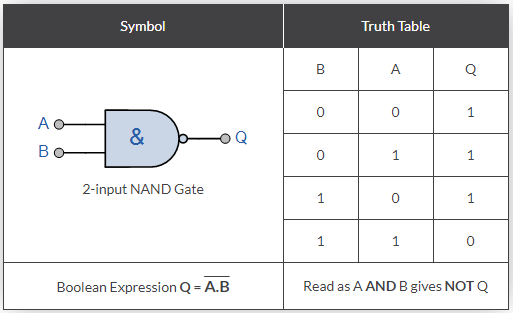 Symbol
Truth Table
B A Q
0 0 1
0 1 1
1 0 1
1 1 0
A
B
&
Q
2-input NAND Gate
Boolean Expression Q = A.B
Read as A AND B gives NOT Q